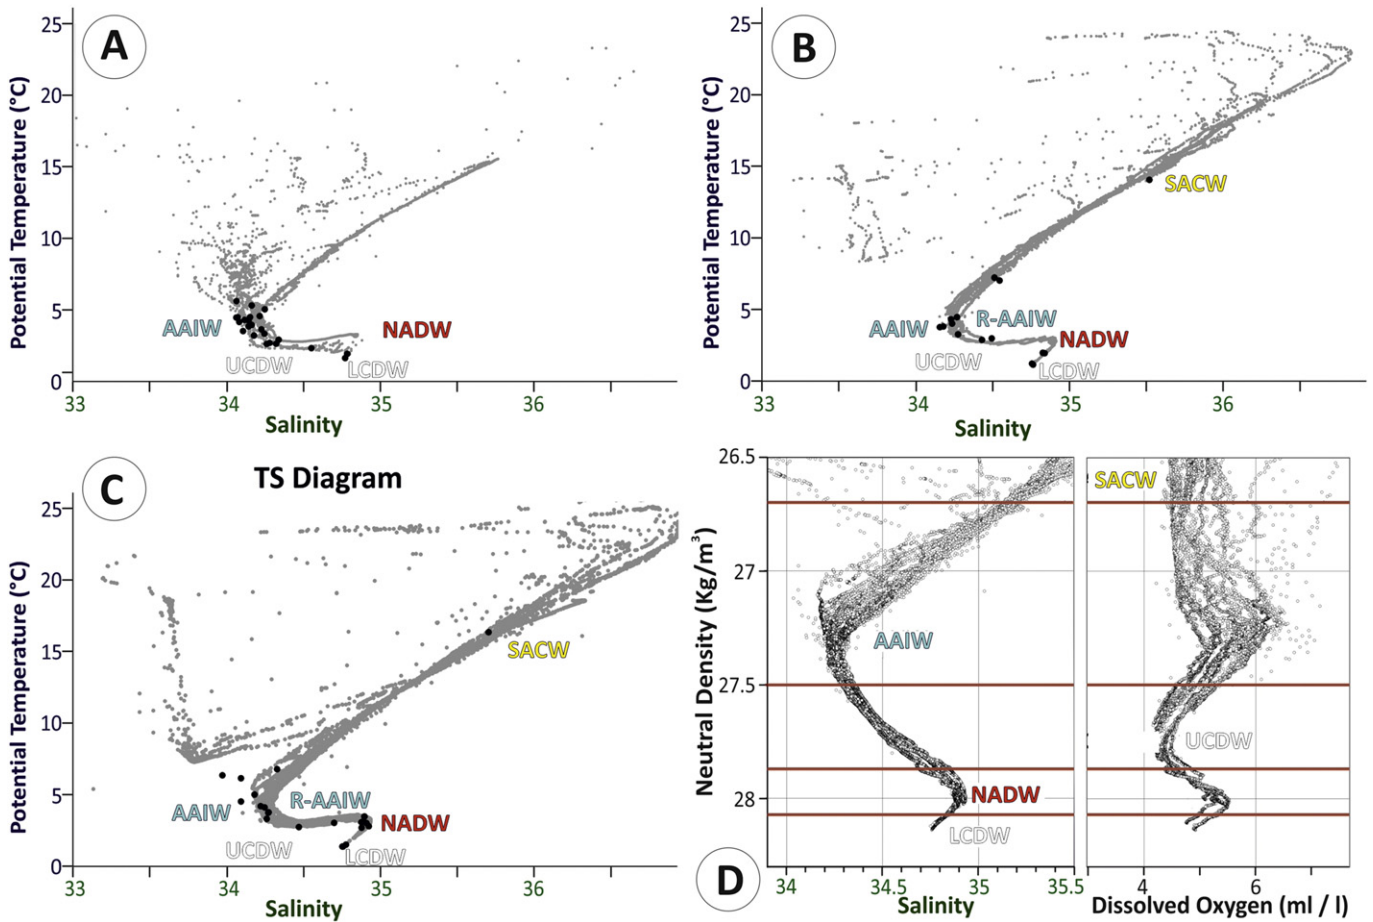 A
Potential Temperature (°C)
25
20
15
10
5
0
AAIW
NADW
UCDW
LCDW
33
34
35
36
Salinity
B
Potential Temperature (°C)
25
20
15
10
5
0
SACW
AAIW
R-AAIW
NADW
UCDW
LCDW
33
34
35
36
Salinity
C
TS Diagram
Potential Temperature (°C)
25
20
15
10
5
0
SACW
AAIW
R-AAIW
NADW
UCDW
LCDW
33
34
35
36
Salinity
D
Neutral Density (Kg/m³)
26.5
27
27.5
28
AAIW
NADW
LCDW
34
34.5
35
35.5
Salinity
SACW
UCDW
4
6
Dissolved Oxygen (ml / l)